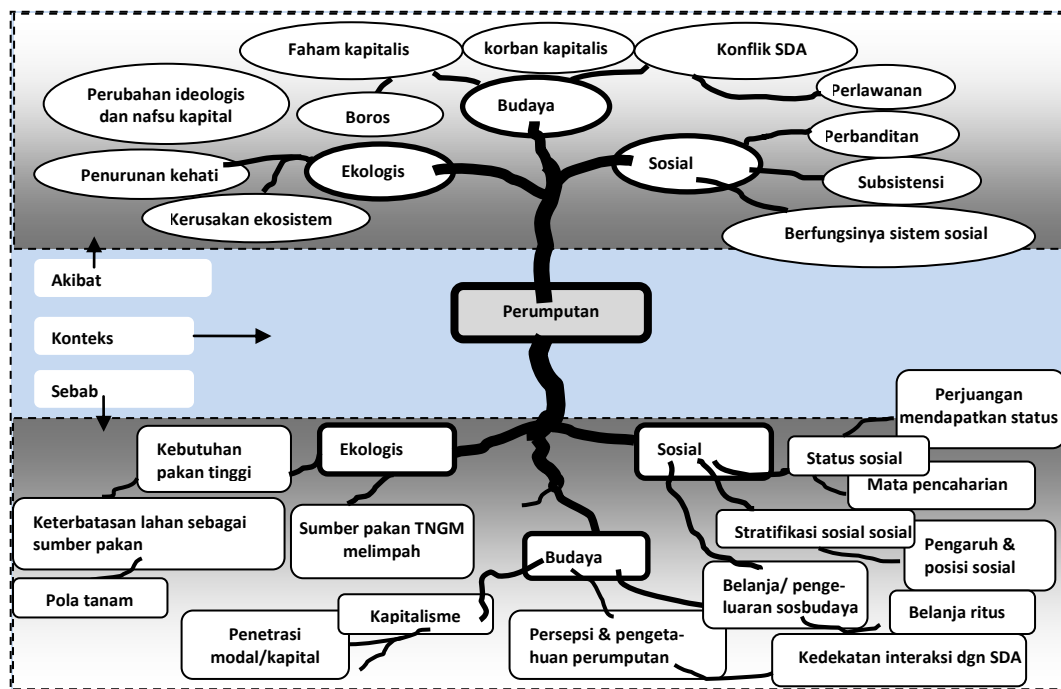 Faham kapitalis
korban kapitalis
Konflik SDA
Perubahan ideologis
dan nafsu kapital
Boros
Budaya
Perlawanan
Perbanditan
Penurunan kehati
Ekologis
Sosial
Subsistensi
Kerusakan ekosistem
Berfungsinya sistem sosial
Akibat
Konteks
Sebab
Perumputan
Perjuangan
mendapatkan status
Kebutuhan
pakan tinggi
Ekologis
Sosial
Status sosial
Mata pencaharian
Keterbatasan lahan sebagai
sumber pakan
Sumber pakan TNGM
melimpah
Stratifikasi sosial sosial
Pengaruh &
posisi sosial
Budaya
Pola tanam
Kapitalisme
Belanja/ penge-
luaran sosbudaya
Belanja ritus
Penetrasi
modal/kapital
Persepsi & pengeta-
huan perumputan
Kedekatan interaksi dgn SDA